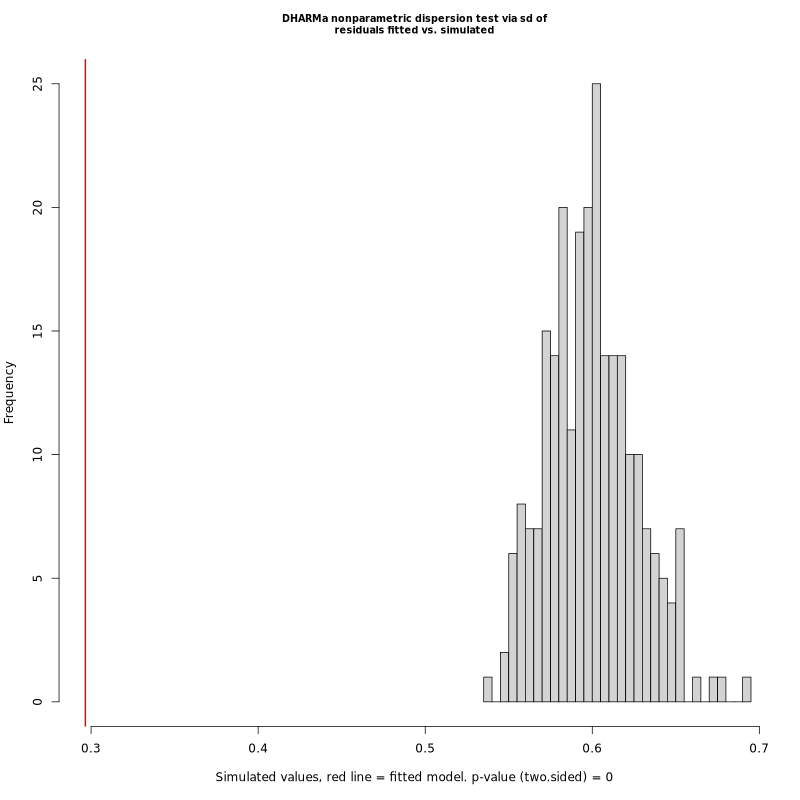 DHARMa nonparametric dispersion test via sd of
residuals fitted vs. simulated
25
20
15
10
5
0
Frequency
0.3 0.4 0.5 0.6 0.7
Simulated values, red line = fitted model. p-value (two.sided) = 0